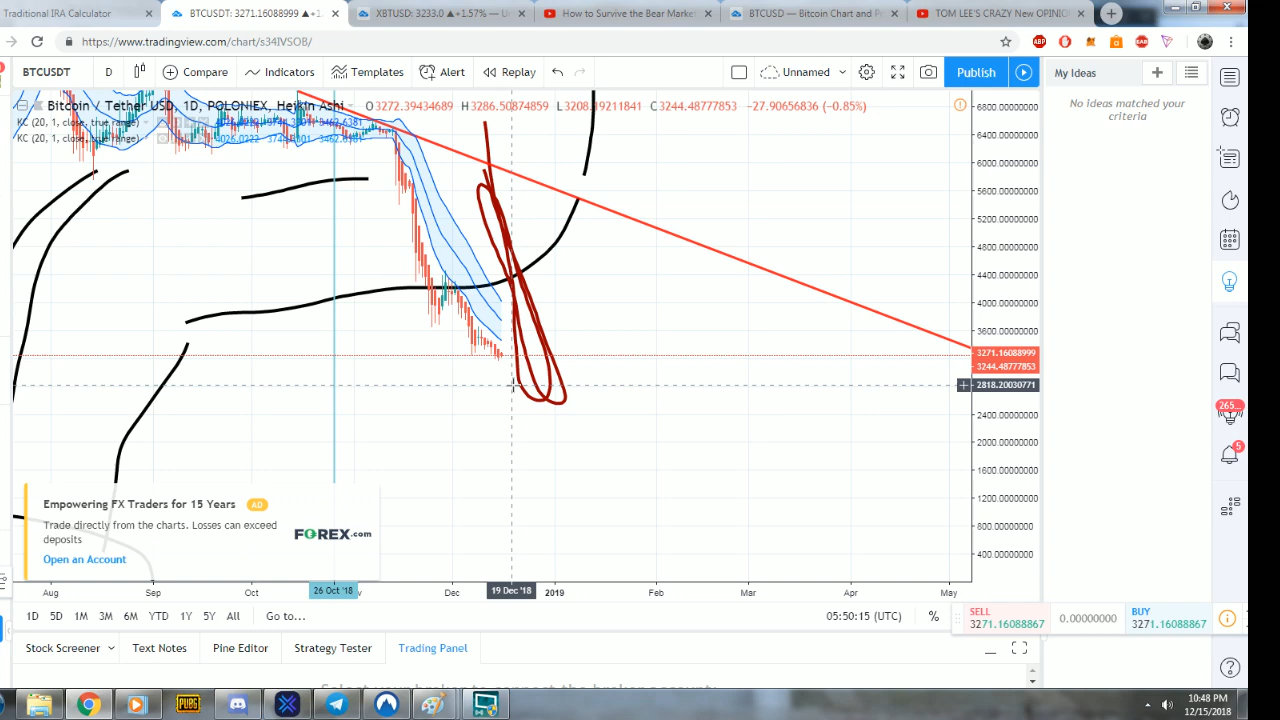 Traditional IRA Calculator
BTCUSDT: 3271.16088999 ▲+1.
XBTUSD: 3233.0 ▲+1.57% — U
How to Survive the Bear Market
BTCUSD — Bitcoin Chart and P
TOM LEE'S CRAZY New OPINIO
https://www.tradingview.com/chart/s34IVSOB/
BTCUSDT D Compare Indicators Templates Alert Replay Unnamed Publish My Ideas
Bitcoin / Tether USD, 1D, POLONIEX, Heikin Ashi O 3272.39434689 H 3286.50874859 L 3208.19211841 C 3244.48777853 −27.90656836 (−0.85%)
KC (20, 1, close, true range)
KC (20, 1, close, true range)
No ideas matched your
criteria
6800.00000000
6400.00000000
6000.00000000
5600.00000000
5200.00000000
4800.00000000
4400.00000000
4000.00000000
3600.00000000
3271.16088999
3244.48777853
2818.20030771
2400.00000000
2000.00000000
1600.00000000
1200.00000000
800.00000000
400.00000000
265...
5
Empowering FX Traders for 15 Years AD
Trade directly from the charts. Losses can exceed
deposits
FOREX.com
Open an Account
Aug Sep Oct 26 Oct '18 Dec 19 Dec '18 2019 Feb Mar Apr May
1D 5D 1M 3M 6M YTD 1Y 5Y All Go to... 05:50:15 (UTC) %
SELL
3271.16088867
0.00000000
BUY
3271.16088867
Stock Screener Text Notes Pine Editor Strategy Tester Trading Panel
PUBG
10:48 PM
12/15/2018